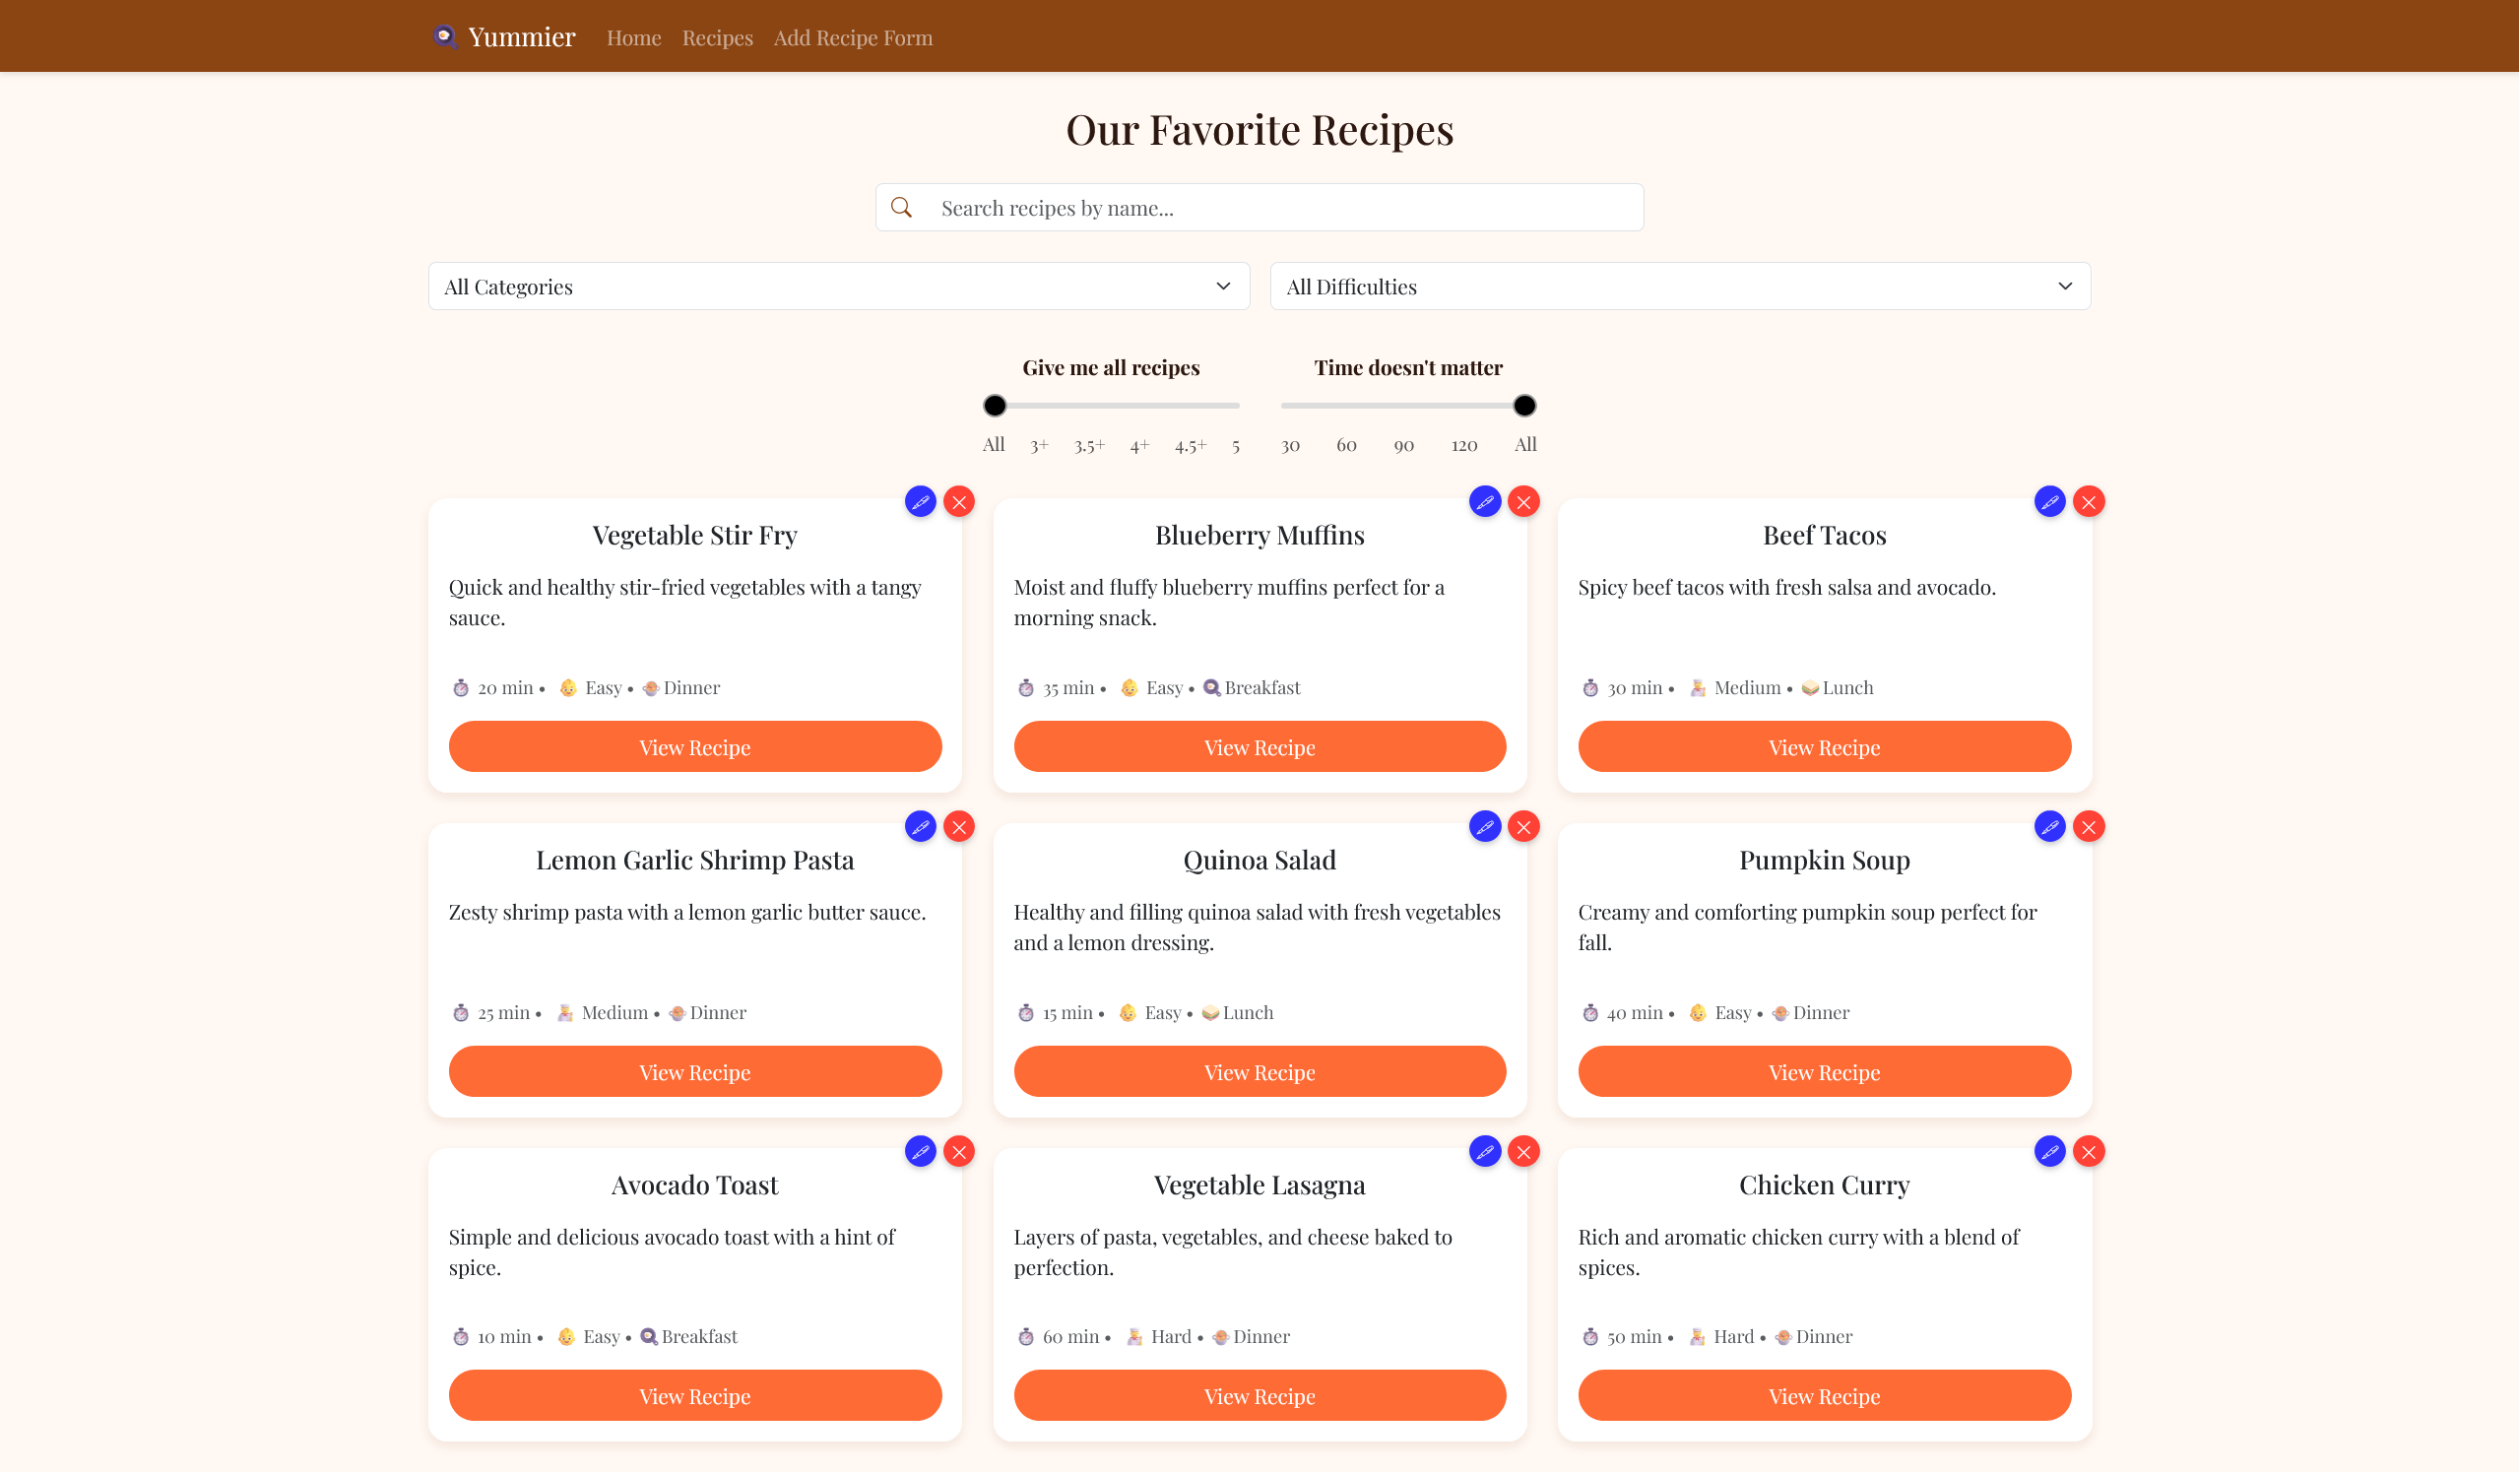 Yummier Home Recipes Add Recipe Form
Our Favorite Recipes
Search recipes by name...
All Categories
All Difficulties
Give me all recipes
All 3+ 3.5+ 4+ 4.5+ 5
Time doesn't matter
30 60 90 120 All
Vegetable Stir Fry
Quick and healthy stir-fried vegetables with a tangy
sauce.
20 min • Easy • Dinner
View Recipe
Blueberry Muffins
Moist and fluffy blueberry muffins perfect for a
morning snack.
35 min • Easy • Breakfast
View Recipe
Beef Tacos
Spicy beef tacos with fresh salsa and avocado.
30 min • Medium • Lunch
View Recipe
Lemon Garlic Shrimp Pasta
Zesty shrimp pasta with a lemon garlic butter sauce.
25 min • Medium • Dinner
View Recipe
Quinoa Salad
Healthy and filling quinoa salad with fresh vegetables
and a lemon dressing.
15 min • Easy • Lunch
View Recipe
Pumpkin Soup
Creamy and comforting pumpkin soup perfect for
fall.
40 min • Easy • Dinner
View Recipe
Avocado Toast
Simple and delicious avocado toast with a hint of
spice.
10 min • Easy • Breakfast
View Recipe
Vegetable Lasagna
Layers of pasta, vegetables, and cheese baked to
perfection.
60 min • Hard • Dinner
View Recipe
Chicken Curry
Rich and aromatic chicken curry with a blend of
spices.
50 min • Hard • Dinner
View Recipe